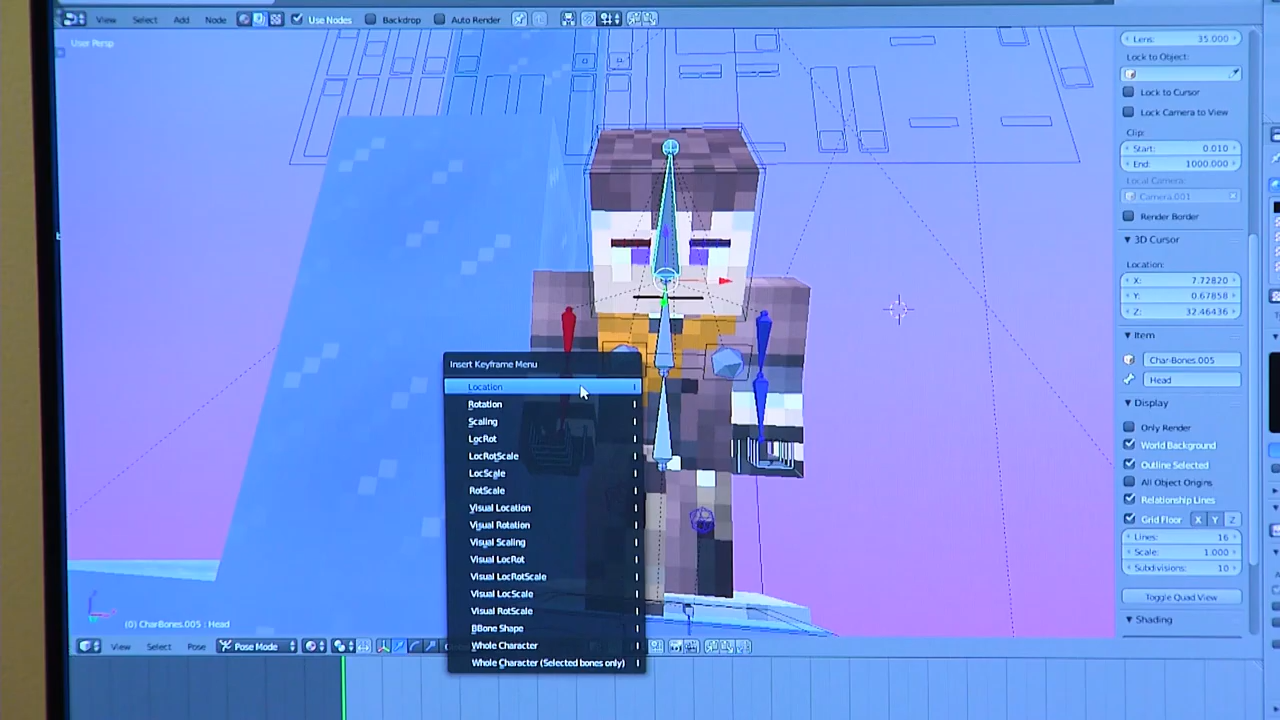 View Select Add Node Use Nodes Backdrop Auto Render
User Persp
Lens: 35.000
Lock to Object:
Lock to Cursor
Lock Camera to View
Clip:
Start: 0.010
End: 1000.000
Local Camera:
Camera.001
Render Border
3D Cursor
Location:
X: 7.72820
Y: 0.67858
Z: 32.46436
Item
Char-Bones.005
Head
Display
Only Render
World Background
Outline Selected
All Object Origins
Relationship Lines
Grid Floor X Y Z
Lines: 16
Scale: 1.000
Subdivisions: 10
Toggle Quad View
Shading
Insert Keyframe Menu
Location I
Rotation I
Scaling I
LocRot I
LocRotScale I
LocScale I
RotScale I
Visual Location I
Visual Rotation I
Visual Scaling I
Visual LocRot I
Visual LocRotScale I
Visual LocScale I
Visual RotScale I
BBone Shape I
Whole Character I
Whole Character (Selected bones only) I
(0) CharBones.005 : Head
View Select Pose Pose Mode